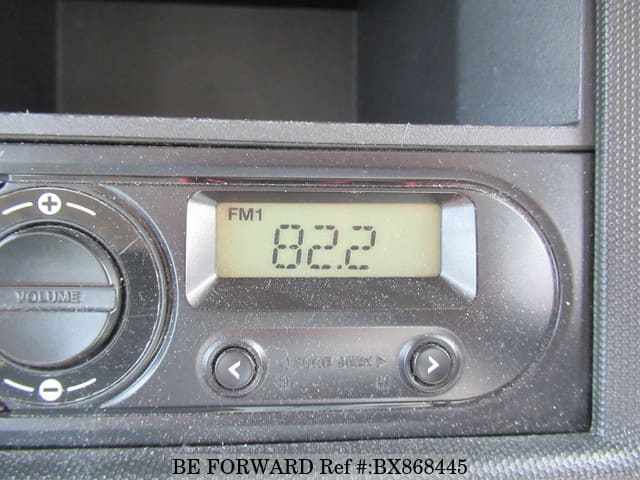 FM1
82.2
VOLUME
BE FORWARD Ref #:BX868445